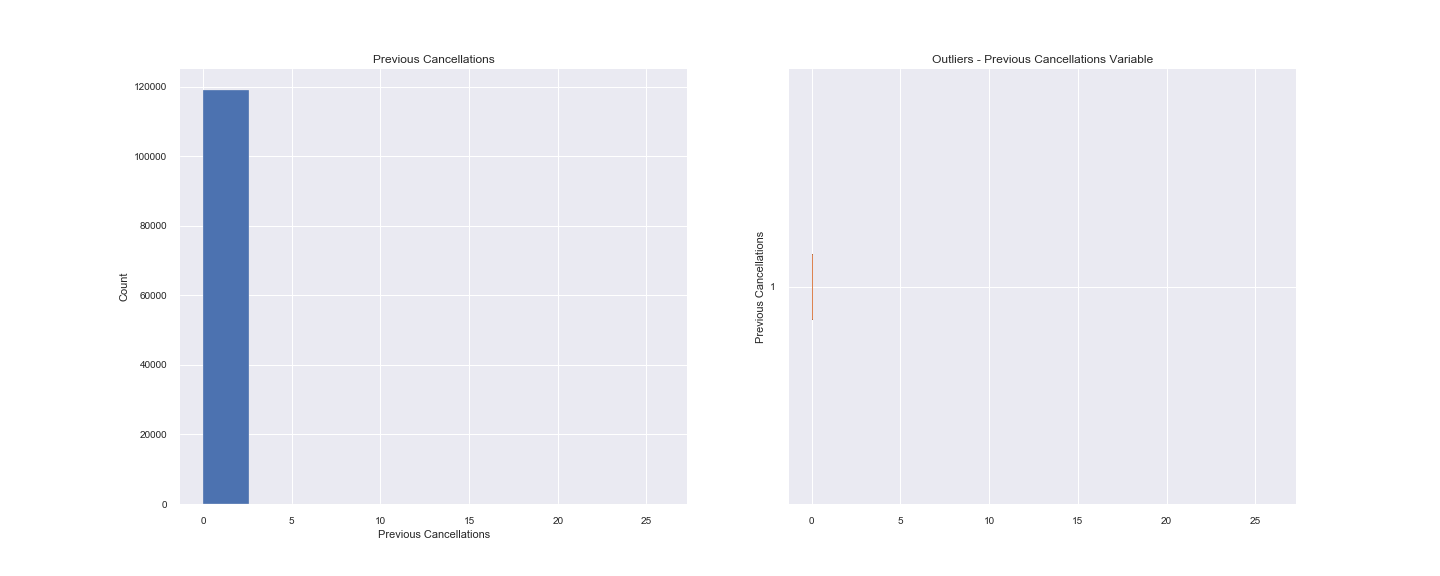 Previous Cancellations
120000
100000
80000
60000
40000
20000
0
Count
0 5 10 15 20 25
Previous Cancellations
Outliers - Previous Cancellations Variable
Previous Cancellations
1
0 5 10 15 20 25